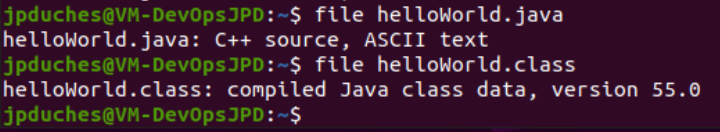 jpduches@VM-DevOpsJPD:~$ file helloWorld.java
helloWorld.java: C++ source, ASCII text
jpduches@VM-DevOpsJPD:~$ file helloWorld.class
helloWorld.class: compiled Java class data, version 55.0
jpduches@VM-DevOpsJPD:~$